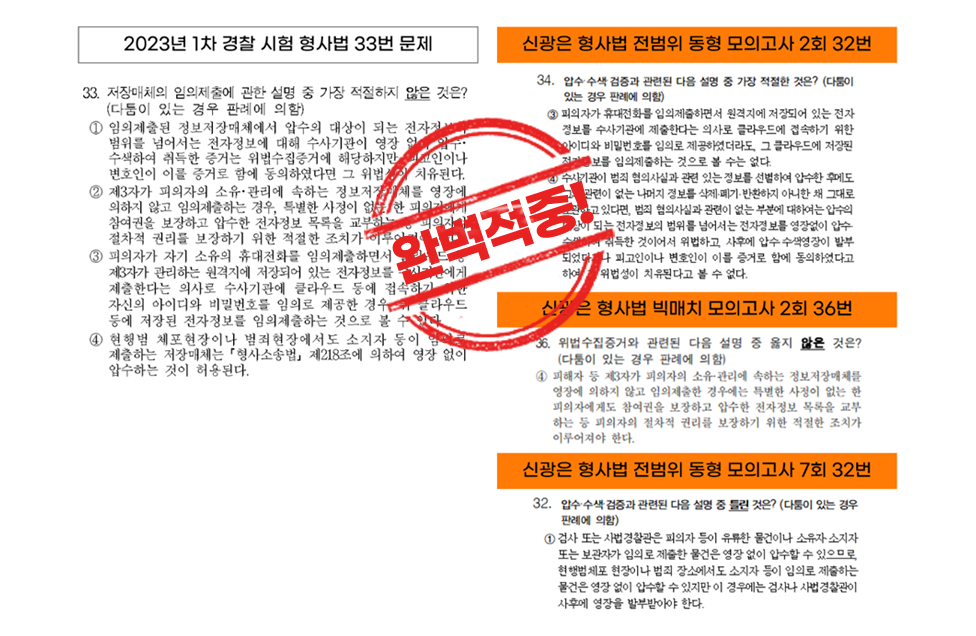 2023년 1차 경찰 시험 형사법 33번 문제
33. 저장매체의 임의제출에 관한 설명 중 가장 적절하지 않은 것은?
(다툼이 있는 경우 판례에 의함)
① 임의제출된 정보저장매체에서 압수의 대상이 되는 전자정보의
범위를 넘어서는 전자정보에 대해 수사기관이 영장 없이 압수·
수색하여 취득한 증거는 위법수집증거에 해당하지만 피고인이나
변호인이 이를 증거로 함에 동의하였다면 그 위법성이 치유된다.
② 제3자가 피의자의 소유·관리에 속하는 정보저장매체를 영장에
의하지 않고 임의제출하는 경우, 특별한 사정이 없는 한 피의자에게
참여권을 보장하고 압수한 전자정보 목록을 교부하는 등 피의자의
절차적 권리를 보장하기 위한 적절한 조치가 이루어
③ 피의자가 자기 소유의 휴대전화를 임의제출하면서 등
제3자가 관리하는 원격지에 저장되어 있는 전자정보를 수사기관에게
제출한다는 의사로 수사기관에 클라우드 등에 접속하기 위한
자신의 아이디와 비밀번호를 임의로 제공한 경우, 위 클라우드
등에 저장된 전자정보를 임의제출하는 것으로 볼 수 있다.
④ 현행범 체포현장이나 범죄현장에서도 소지자 등이 임의로
제출하는 저장매체는 「형사소송법」 제218조에 의하여 영장 없이
압수하는 것이 허용된다.
완벽적중!
신광은 형사법 전범위 동형 모의고사 2회 32번
34. 압수·수색·검증과 관련된 다음 설명 중 가장 적절한 것은? (다툼이
있는 경우 판례에 의함)
③ 피의자가 휴대전화를 임의제출하면서 원격지에 저장되어 있는 전자
정보를 수사기관에 제출한다는 의사로 클라우드에 접속하기 위한
아이디와 비밀번호를 임의로 제공하였더라도, 그 클라우드에 저장된
전자정보를 임의제출하는 것으로 볼 수는 없다.
④ 수사기관이 범죄 혐의사실과 관련 있는 정보를 선별하여 압수한 후에도
그와 관련이 없는 나머지 정보를 삭제·폐기·반환하지 아니한 채 그대로
보관하고 있다면, 범죄 혐의사실과 관련이 없는 부분에 대하여는 압수의
대상이 되는 전자정보의 범위를 넘어서는 전자정보를 영장없이 압수·
수색하여 취득한 것이어서 위법하고, 사후에 압수·수색영장이 발부
되었다거나 피고인이나 변호인이 이를 증거로 함에 동의하였다고
하여 그 위법성이 치유된다고 볼 수 없다.
신광은 형사법 빅매치 모의고사 2회 36번
36. 위법수집증거와 관련된 다음 설명 중 옳지 않은 것은?
(다툼이 있는 경우 판례에 의함)
④ 피해자 등 제3자가 피의자의 소유·관리에 속하는 정보저장매체를
영장에 의하지 않고 임의제출한 경우에는 특별한 사정이 없는 한
피의자에게도 참여권을 보장하고 압수한 전자정보 목록을 교부
하는 등 피의자의 절차적 권리를 보장하기 위한 적절한 조치가
이루어져야 한다.
신광은 형사법 전범위 동형 모의고사 7회 32번
32. 압수·수색·검증과 관련된 다음 설명 중 틀린 것은? (다툼이 있는 경우
판례에 의함)
① 검사 또는 사법경찰관은 피의자 등이 유류한 물건이나 소유자·소지자
또는 보관자가 임의로 제출한 물건은 영장 없이 압수할 수 있으므로,
현행범체포 현장이나 범죄 장소에서도 소지자 등이 임의로 제출하는
물건은 영장 없이 압수할 수 있지만 이 경우에는 검사나 사법경찰관이
사후에 영장을 발부받아야 한다.